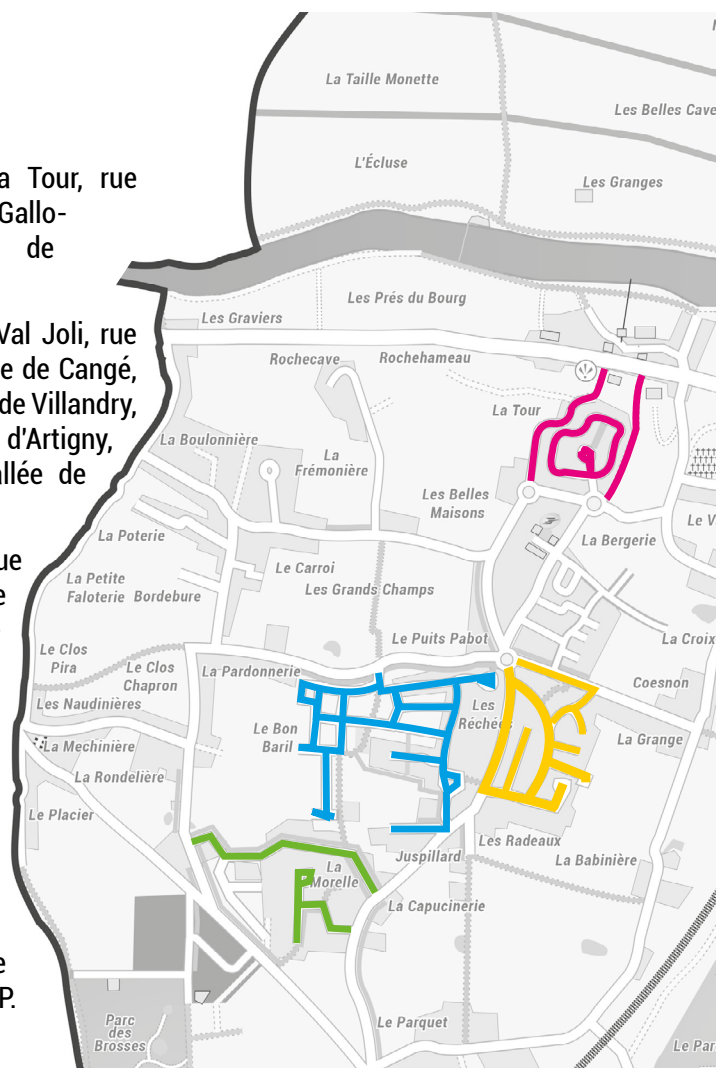 La Taille Monette
Les Belles Cave
L'Écluse
Les Granges
a Tour, rue
Gallo-
de
Les Prés du Bourg
Les Graviers
Val Joli, rue
e de Cangé,
de Villandry,
d'Artigny,
allée de
Rochecave
Rochehameau
La Tour
La Boulonnière
La
Frémonière
Les Belles
Maisons
La Poterie
La Bergerie
Le V
ue
e
La Petite
Faloterie
Bordebure
Le Carroi
Les Grands Champs
Le Puits Pabot
La Croix
Le Clos
Pira
Le Clos
Chapron
La Pardonnerie
Coesnon
Les Naudinières
Les
Réchées
Le Bon
Baril
La Grange
La Mechinière
La Rondelière
Le Placier
Juspillard
Les Radeaux
La Babinière
La
Morelle
La Capucinerie
e
P.
Parc
des
Brosses
Le Parquet
Le Par